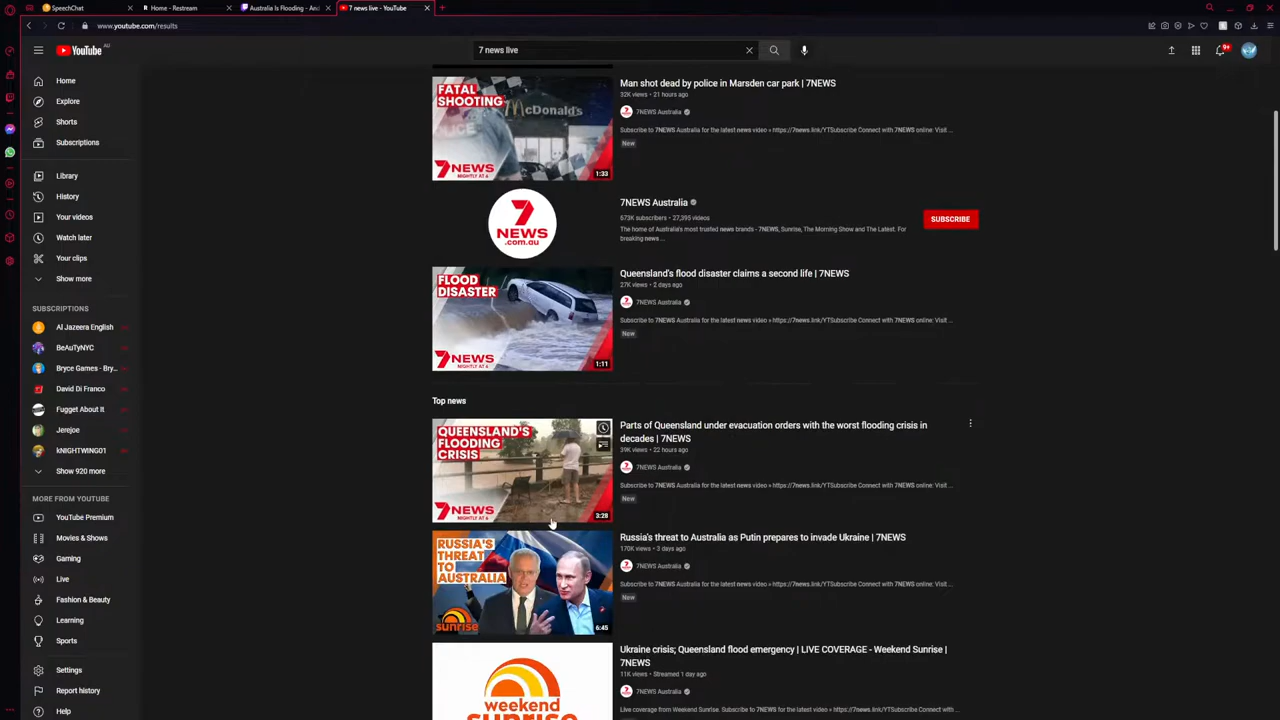 SpeechChat
Home - Restream
Australia Is Flooding - And
7 news live - YouTube
www.youtube.com/results
YouTube AU
7 news live
9+
Home
Explore
Shorts
Subscriptions
Library
History
Your videos
Watch later
Your clips
Show more
SUBSCRIPTIONS
Al Jazeera English
BeAuTyNYC
Bryce Games - Bry...
David Di Franco
Fugget About It
Jerejoe
kNIGHTWING01
Show 920 more
MORE FROM YOUTUBE
YouTube Premium
Movies & Shows
Gaming
Live
Fashion & Beauty
Learning
Sports
Settings
Report history
Help
FATAL
SHOOTING
McDonald's
POLICE
7NEWS
NIGHTLY AT 6
1:33
Man shot dead by police in Marsden car park | 7NEWS
32K views • 21 hours ago
7NEWS Australia
Subscribe to 7NEWS Australia for the latest news video » https://7news.link/YTSubscribe Connect with 7NEWS online: Visit ...
New
7
NEWS
.com.au
7NEWS Australia
673K subscribers • 27,395 videos
The home of Australia's most trusted news brands - 7NEWS, Sunrise, The Morning Show and The Latest. For
breaking news ...
SUBSCRIBE
FLOOD
DISASTER
7NEWS
NIGHTLY AT 6
1:11
Queensland's flood disaster claims a second life | 7NEWS
27K views • 2 days ago
7NEWS Australia
Subscribe to 7NEWS Australia for the latest news video » https://7news.link/YTSubscribe Connect with 7NEWS online: Visit ...
New
Top news
QUEENSLAND'S
FLOODING
CRISIS
7NEWS
NIGHTLY AT 6
3:28
Parts of Queensland under evacuation orders with the worst flooding crisis in
decades | 7NEWS
39K views • 22 hours ago
7NEWS Australia
Subscribe to 7NEWS Australia for the latest news video » https://7news.link/YTSubscribe Connect with 7NEWS online: Visit ...
New
RUSSIA'S
THREAT
TO
AUSTRALIA
sunrise
6:45
Russia's threat to Australia as Putin prepares to invade Ukraine | 7NEWS
170K views • 3 days ago
7NEWS Australia
Subscribe to 7NEWS Australia for the latest news video » https://7news.link/YTSubscribe Connect with 7NEWS online: Visit ...
New
weekend
sunrise
Ukraine crisis; Queensland flood emergency | LIVE COVERAGE - Weekend Sunrise |
7NEWS
11K views • Streamed 1 day ago
7NEWS Australia
Live coverage from Weekend Sunrise. Subscribe to 7NEWS Australia for the latest news video » https://7news.link/YTSubscribe Connect with ...